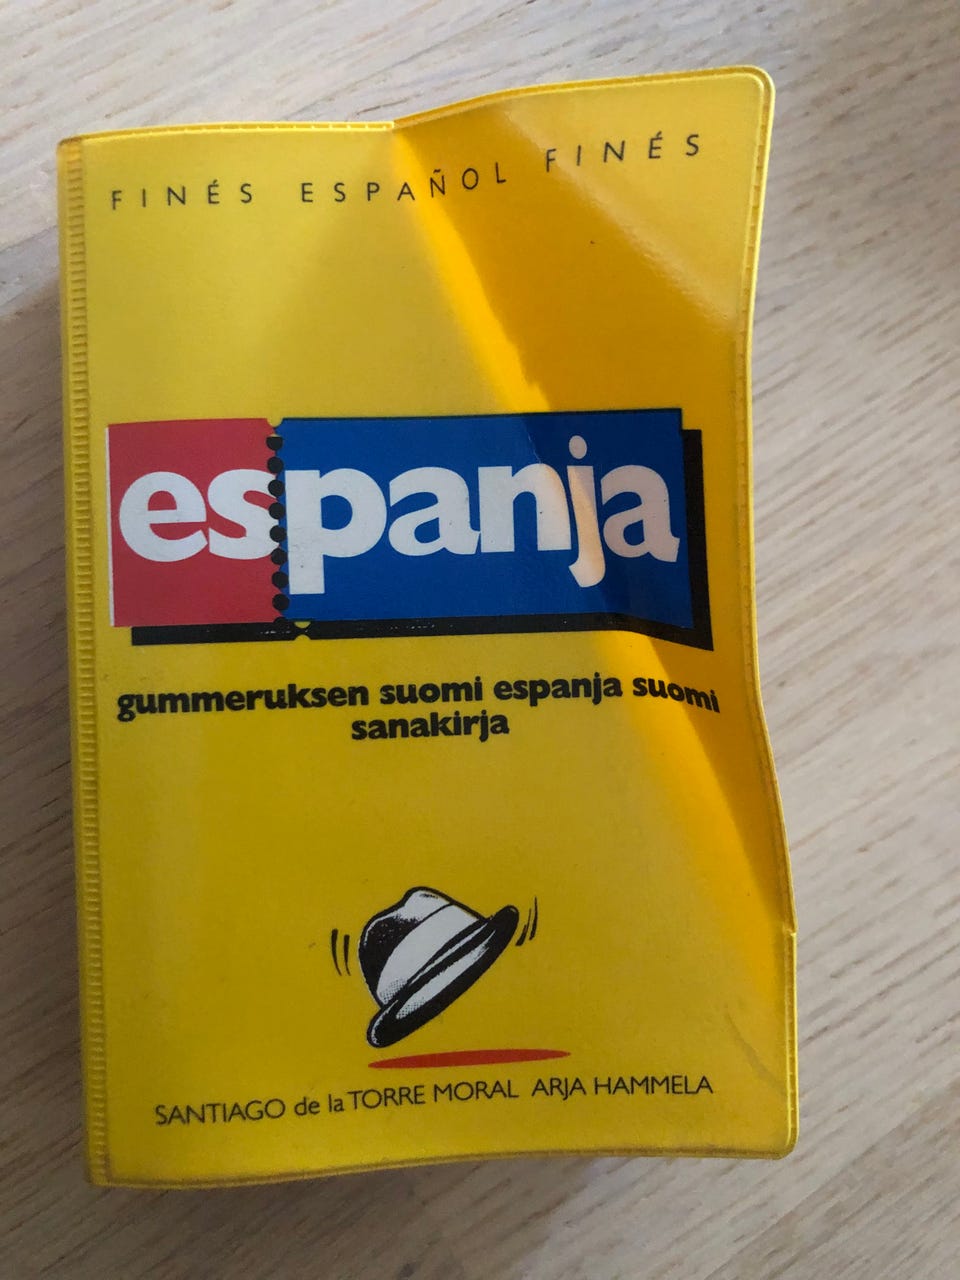 FINÉS ESPAÑOL FINÉS
espanja
gummeruksen suomi espanja suomi
sanakirja
SANTIAGO de la TORRE MORAL ARJA HAMMELA